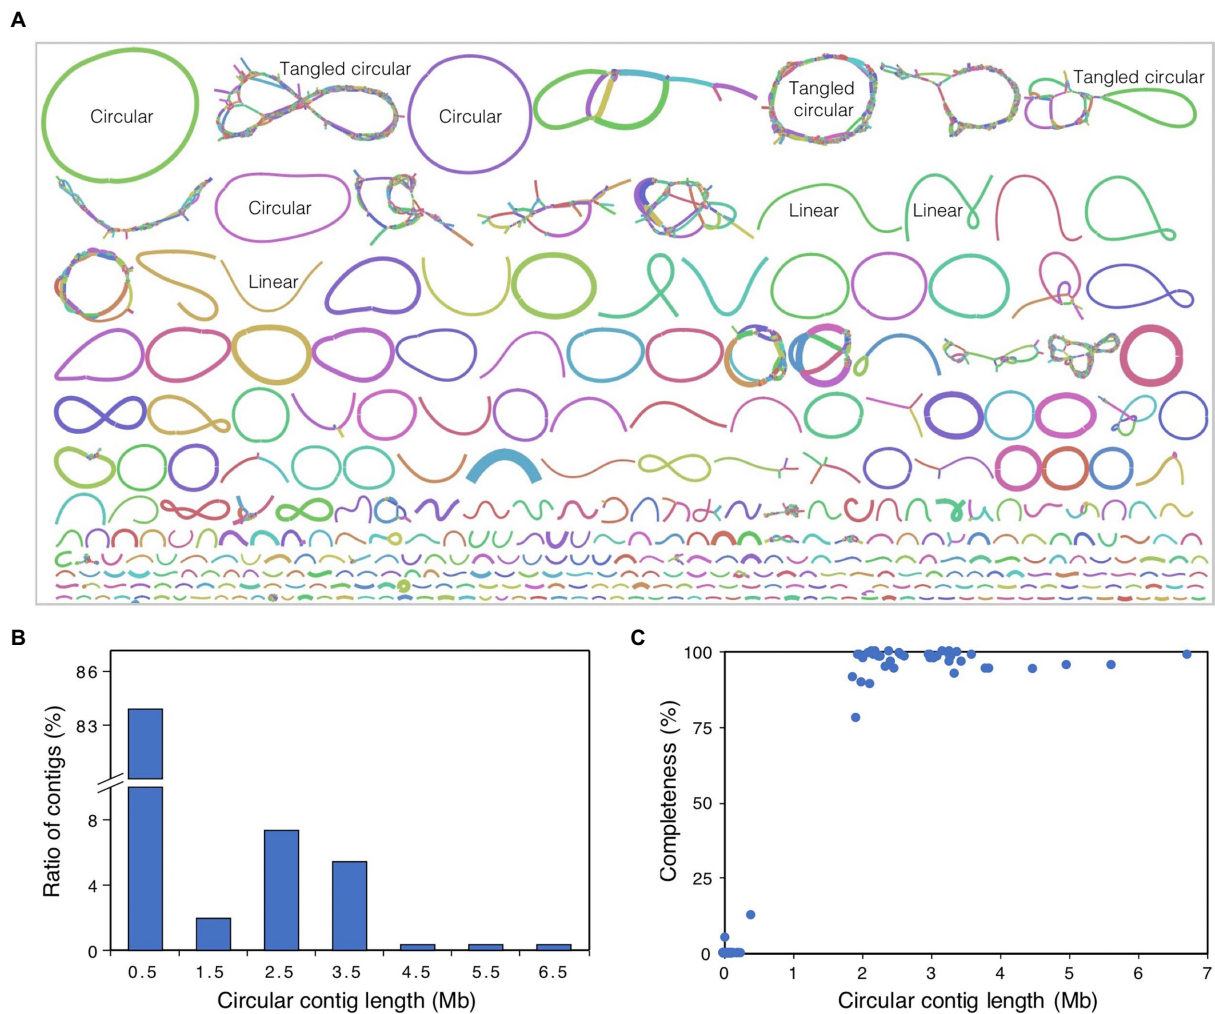 A
Circular
Tangled circular
Circular
Tangled
circular
Tangled circular
Circular
Linear
Linear
Linear
B
86
83
8
4
0
Ratio of contigs (%)
0.5 1.5 2.5 3.5 4.5 5.5 6.5
Circular contig length (Mb)
C
100
75
50
25
0
Completeness (%)
0 1 2 3 4 5 6 7
Circular contig length (Mb)